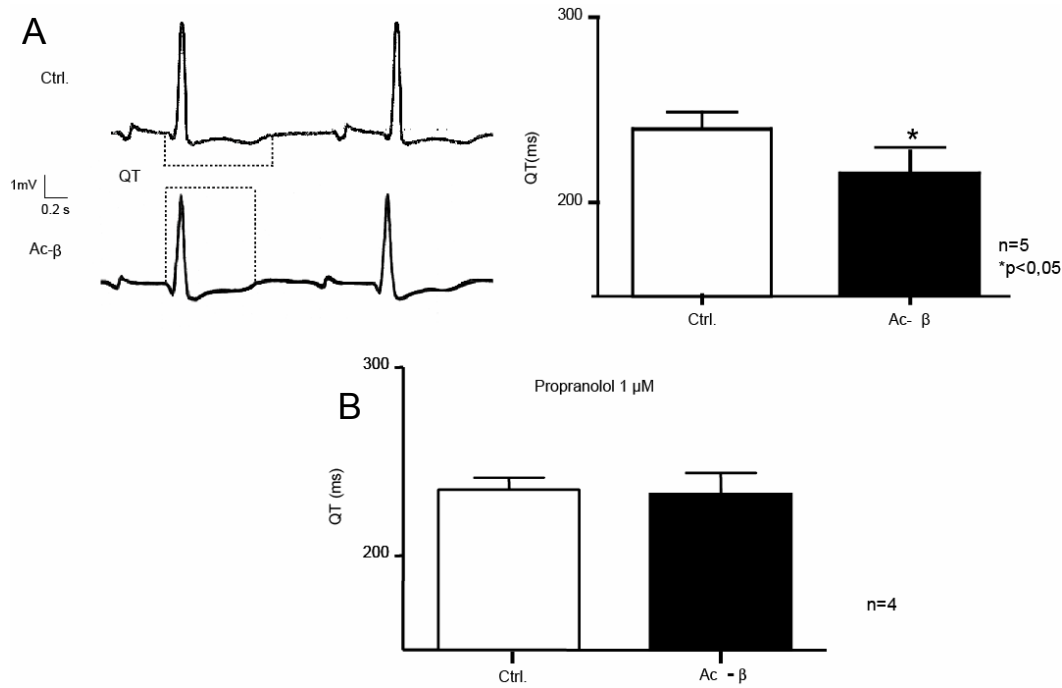 A
Ctrl.
QT
1mV
0.2 s
Ac-β
300
QT(ms)
200
*
n=5
*p<0,05
Ctrl.
Ac- β
B
300
Propranolol 1 µM
QT (ms)
200
n=4
Ctrl.
Ac -β